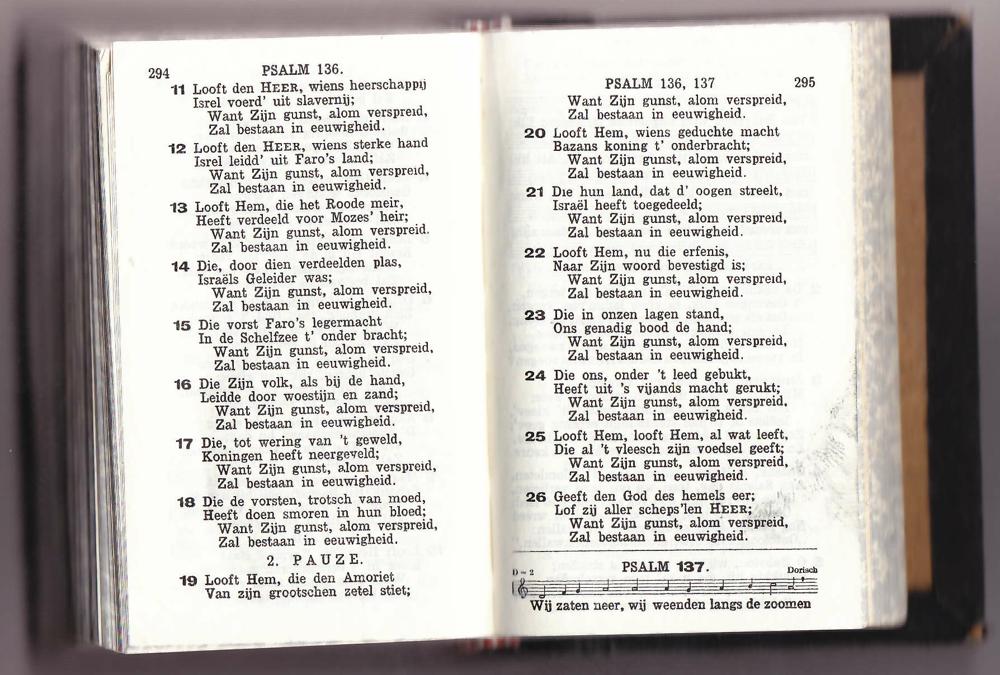 294
PSALM 136.
11 Looft den HEER, wiens heerschappij
Isrel voerd' uit slavernij;
Want Zijn gunst, alom verspreid,
Zal bestaan in eeuwigheid.
12 Looft den HEER, wiens sterke hand
Isrel leidd' uit Faro's land;
Want Zijn gunst, alom verspreid,
Zal bestaan in eeuwigheid.
13 Looft Hem, die het Roode meir,
Heeft verdeeld voor Mozes' heir;
Want Zijn gunst, alom verspreid.
Zal bestaan in eeuwigheid.
14 Die, door dien verdeelden plas,
Israëls Geleider was;
Want Zijn gunst, alom verspreid,
Zal bestaan in eeuwigheid.
15 Die vorst Faro's legermacht
In de Schelfzee t' onder bracht;
Want Zijn gunst, alom verspreid,
Zal bestaan in eeuwigheid.
16 Die Zijn volk, als bij de hand,
Leidde door woestijn en zand;
Want Zijn gunst, alom verspreid,
Zal bestaan in eeuwigheid.
17 Die, tot wering van 't geweld,
Koningen heeft neergeveld;
Want Zijn gunst, alom verspreid,
Zal bestaan in eeuwigheid.
18 Die de vorsten, trotsch van moed,
Heeft doen smoren in hun bloed;
Want Zijn gunst, alom verspreid,
Zal bestaan in eeuwigheid.
2. PAUZE.
19 Looft Hem, die den Amoriet
Van zijn grootschen zetel stiet;
PSALM 136, 137
295
Want Zijn gunst, alom verspreid,
Zal bestaan in eeuwigheid.
20 Looft Hem, wiens geduchte macht
Bazans koning t' onderbracht;
Want Zijn gunst, alom verspreid,
Zal bestaan in eeuwigheid.
21 Die hun land, dat d' oogen streelt,
Israël heeft toegedeeld;
Want Zijn gunst, alom verspreid,
Zal bestaan in eeuwigheid.
22 Looft Hem, nu die erfenis,
Naar Zijn woord bevestigd is;
Want Zijn gunst, alom verspreid,
Zal bestaan in eeuwigheid.
23 Die in onzen lagen stand,
Ons genadig bood de hand;
Want Zijn gunst, alom verspreid,
Zal bestaan in eeuwigheid.
24 Die ons, onder 't leed gebukt,
Heeft uit 's vijands macht gerukt;
Want Zijn gunst, alom verspreid,
Zal bestaan in eeuwigheid.
25 Looft Hem, looft Hem, al wat leeft,
Die al 't vleesch zijn voedsel geeft;
Want Zijn gunst, alom verspreid,
Zal bestaan in eeuwigheid.
26 Geeft den God des hemels eer;
Lof zij aller scheps'len HEER;
Want Zijn gunst, alom verspreid,
Zal bestaan in eeuwigheid.
PSALM 137.
D = 2
Dorisch
Wij zaten neer, wij weenden langs de zoomen